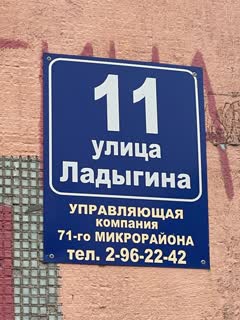 11
улица
Ладыгина
УПРАВЛЯЮЩАЯ
компания
71-го МИКРОРАЙОНА
тел. 2-96-22-42